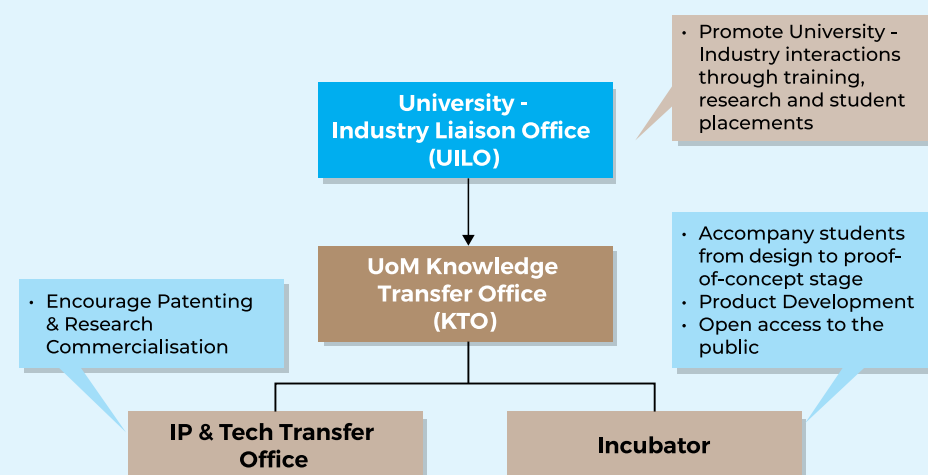 • Promote University -
Industry interactions
through training,
research and student
placements
University -
Industry Liaison Office
(UILO)
• Accompany students
from design to proof-
of-concept stage
• Product Development
• Open access to the
public
UoM Knowledge
Transfer Office
(KTO)
• Encourage Patenting
& Research
Commercialisation
IP & Tech Transfer
Office
Incubator